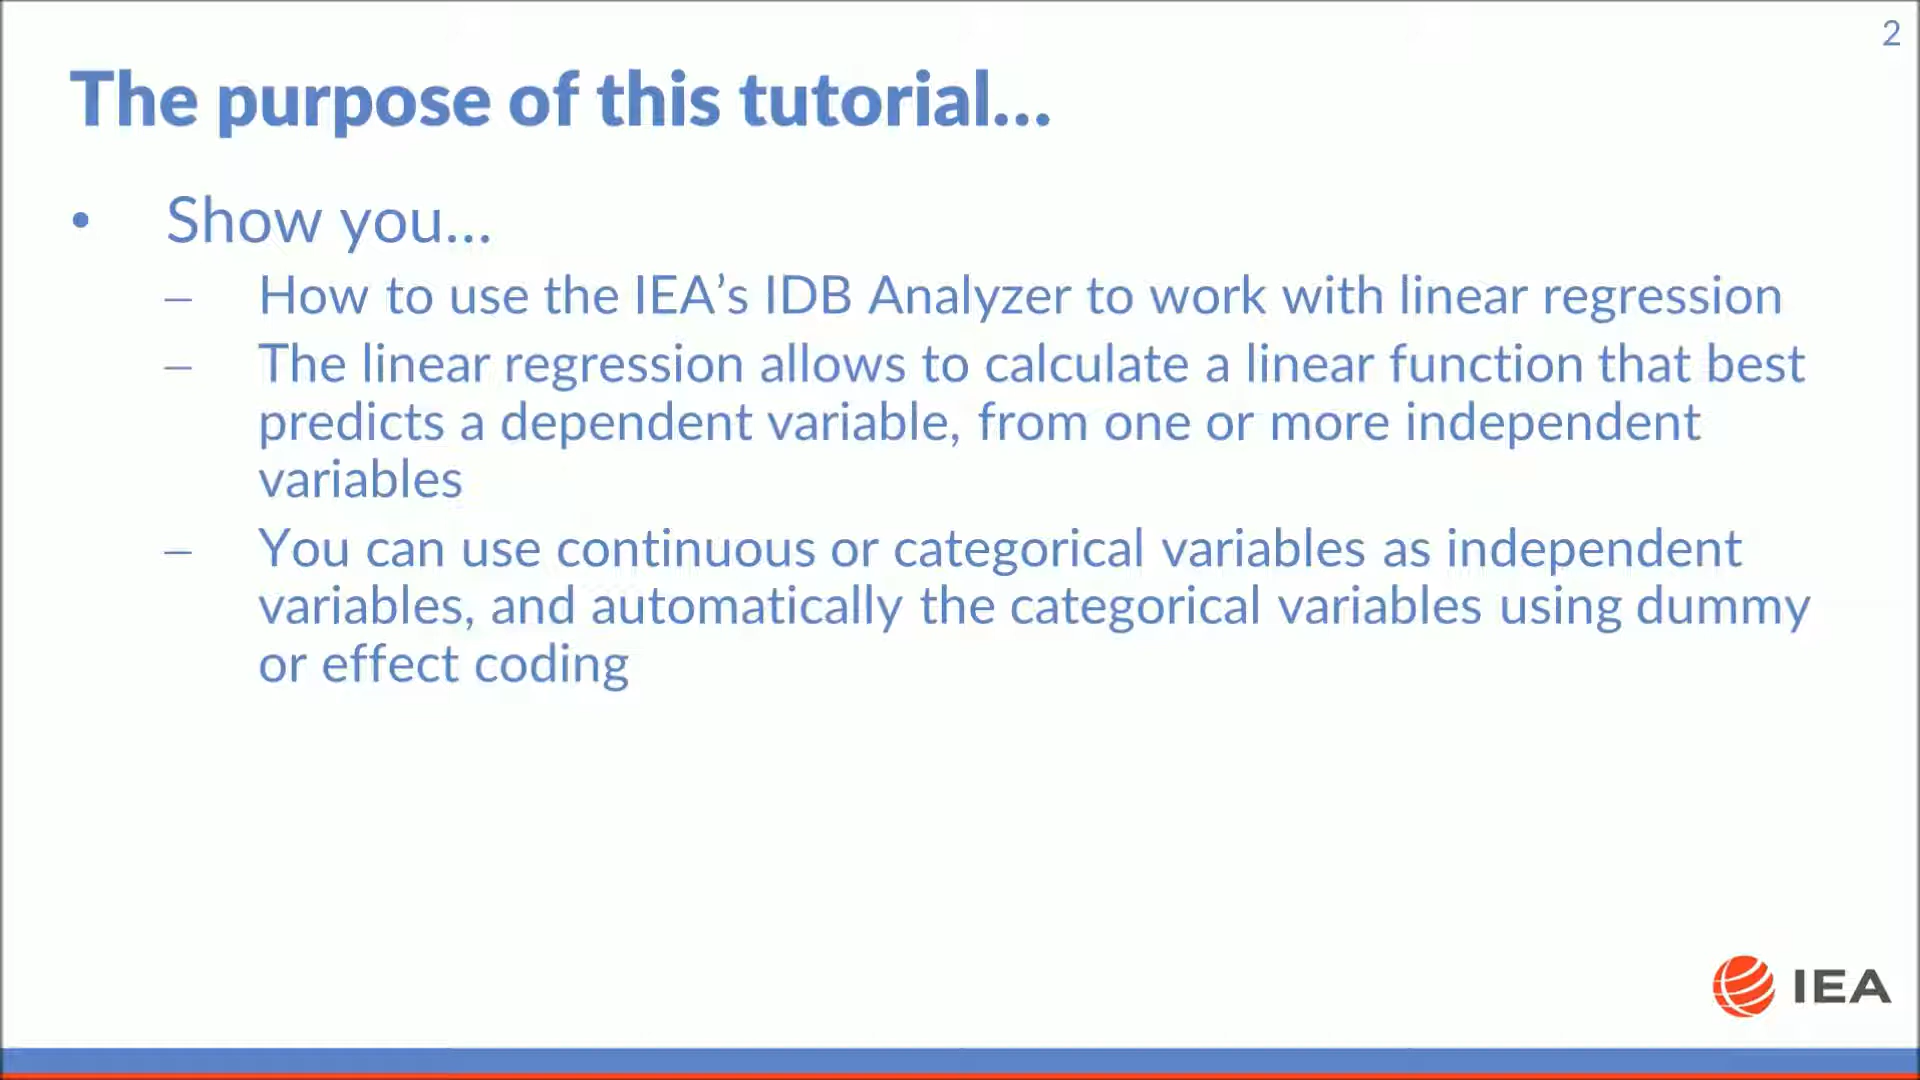 2
The purpose of this tutorial...
• Show you...
– How to use the IEA’s IDB Analyzer to work with linear regression
– The linear regression allows to calculate a linear function that best
predicts a dependent variable, from one or more independent
variables
– You can use continuous or categorical variables as independent
variables, and automatically the categorical variables using dummy
or effect coding
IEA